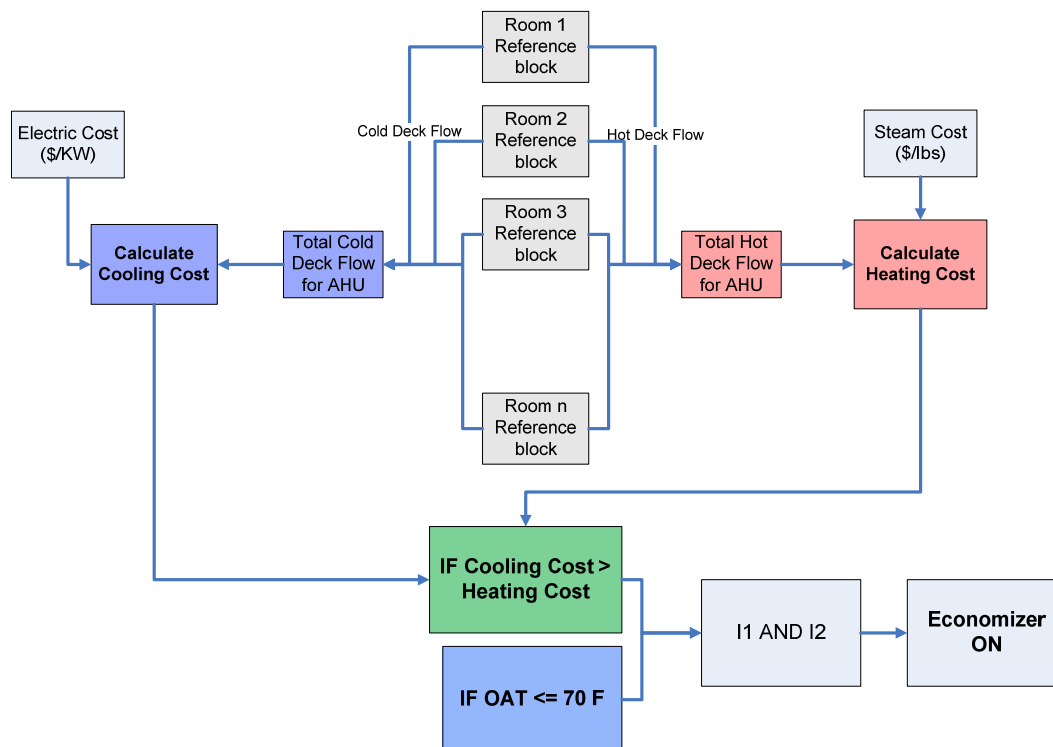 Room 1
Reference
block
Electric Cost
($/KW)
Cold Deck Flow
Room 2
Reference
block
Hot Deck Flow
Steam Cost
($/lbs)
Calculate
Cooling Cost
Total Cold
Deck Flow
for AHU
Room 3
Reference
block
Total Hot
Deck Flow
for AHU
Calculate
Heating Cost
Room n
Reference
block
IF Cooling Cost >
Heating Cost
I1 AND I2
Economizer
ON
IF OAT <= 70 F